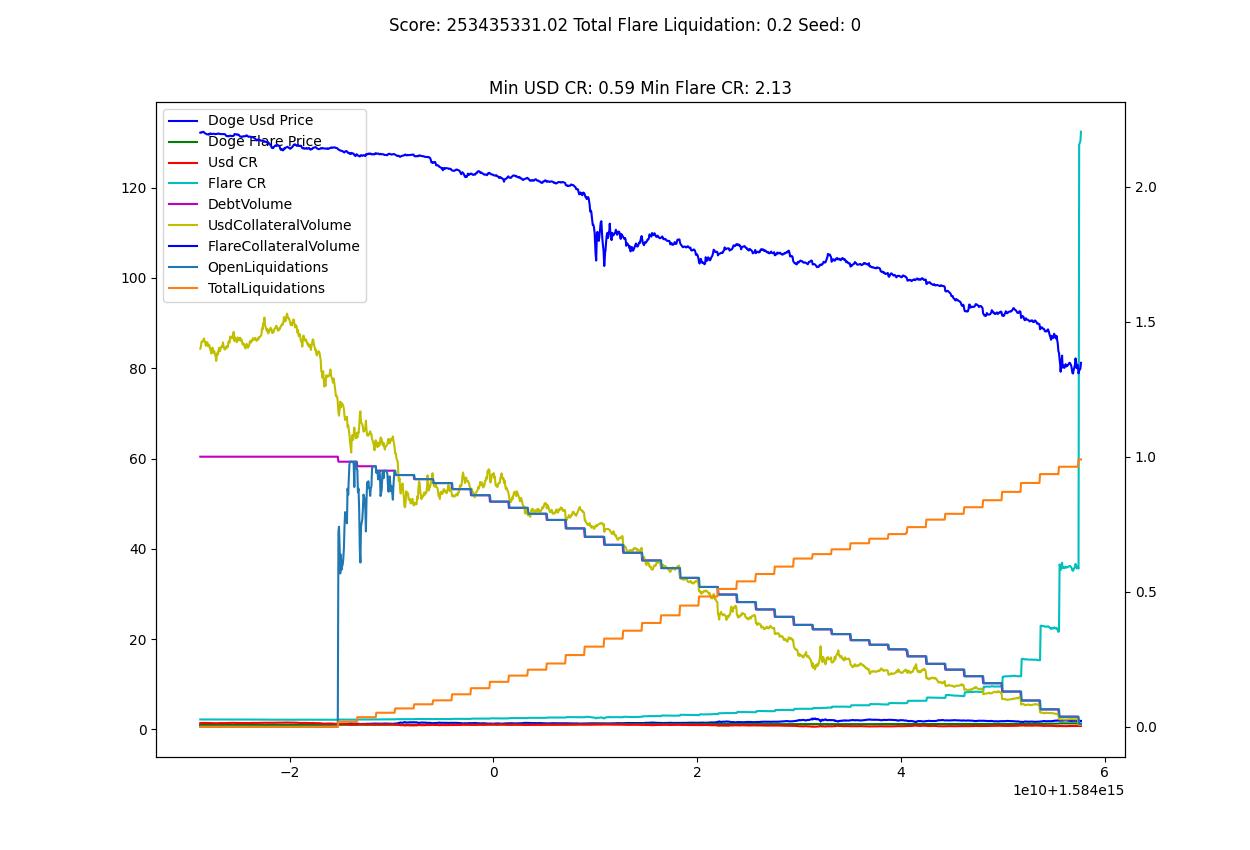 Score: 253435331.02 Total Flare Liquidation: 0.2 Seed: 0
Min USD CR: 0.59 Min Flare CR: 2.13
Doge Usd Price
Doge Flare Price
Usd CR
Flare CR
DebtVolume
UsdCollateralVolume
FlareCollateralVolume
OpenLiquidations
TotalLiquidations
120
100
80
60
40
20
0
2.0
1.5
1.0
0.5
0.0
−2
0
2
4
6
1e10+1.584e15